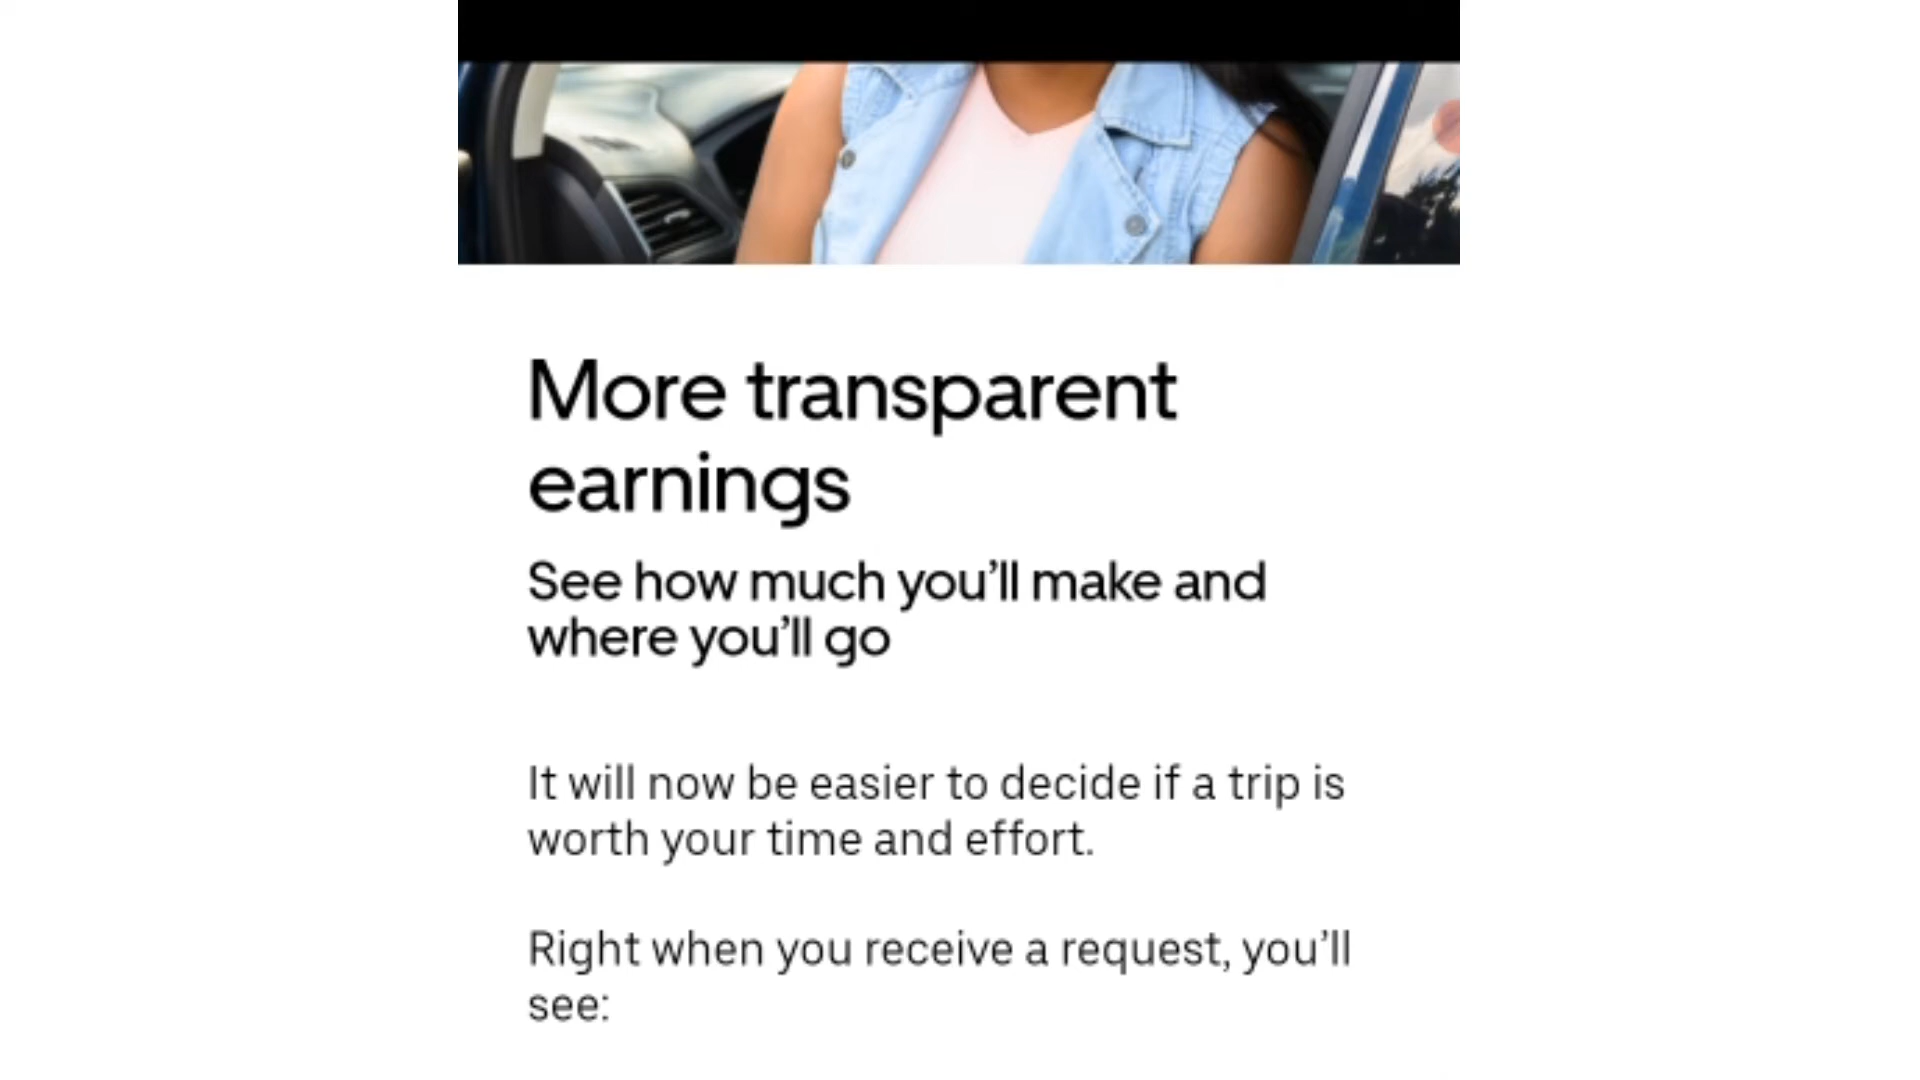 More transparent
earnings
See how much you’ll make and
where you’ll go
It will now be easier to decide if a trip is
worth your time and effort.
Right when you receive a request, you’ll
see: